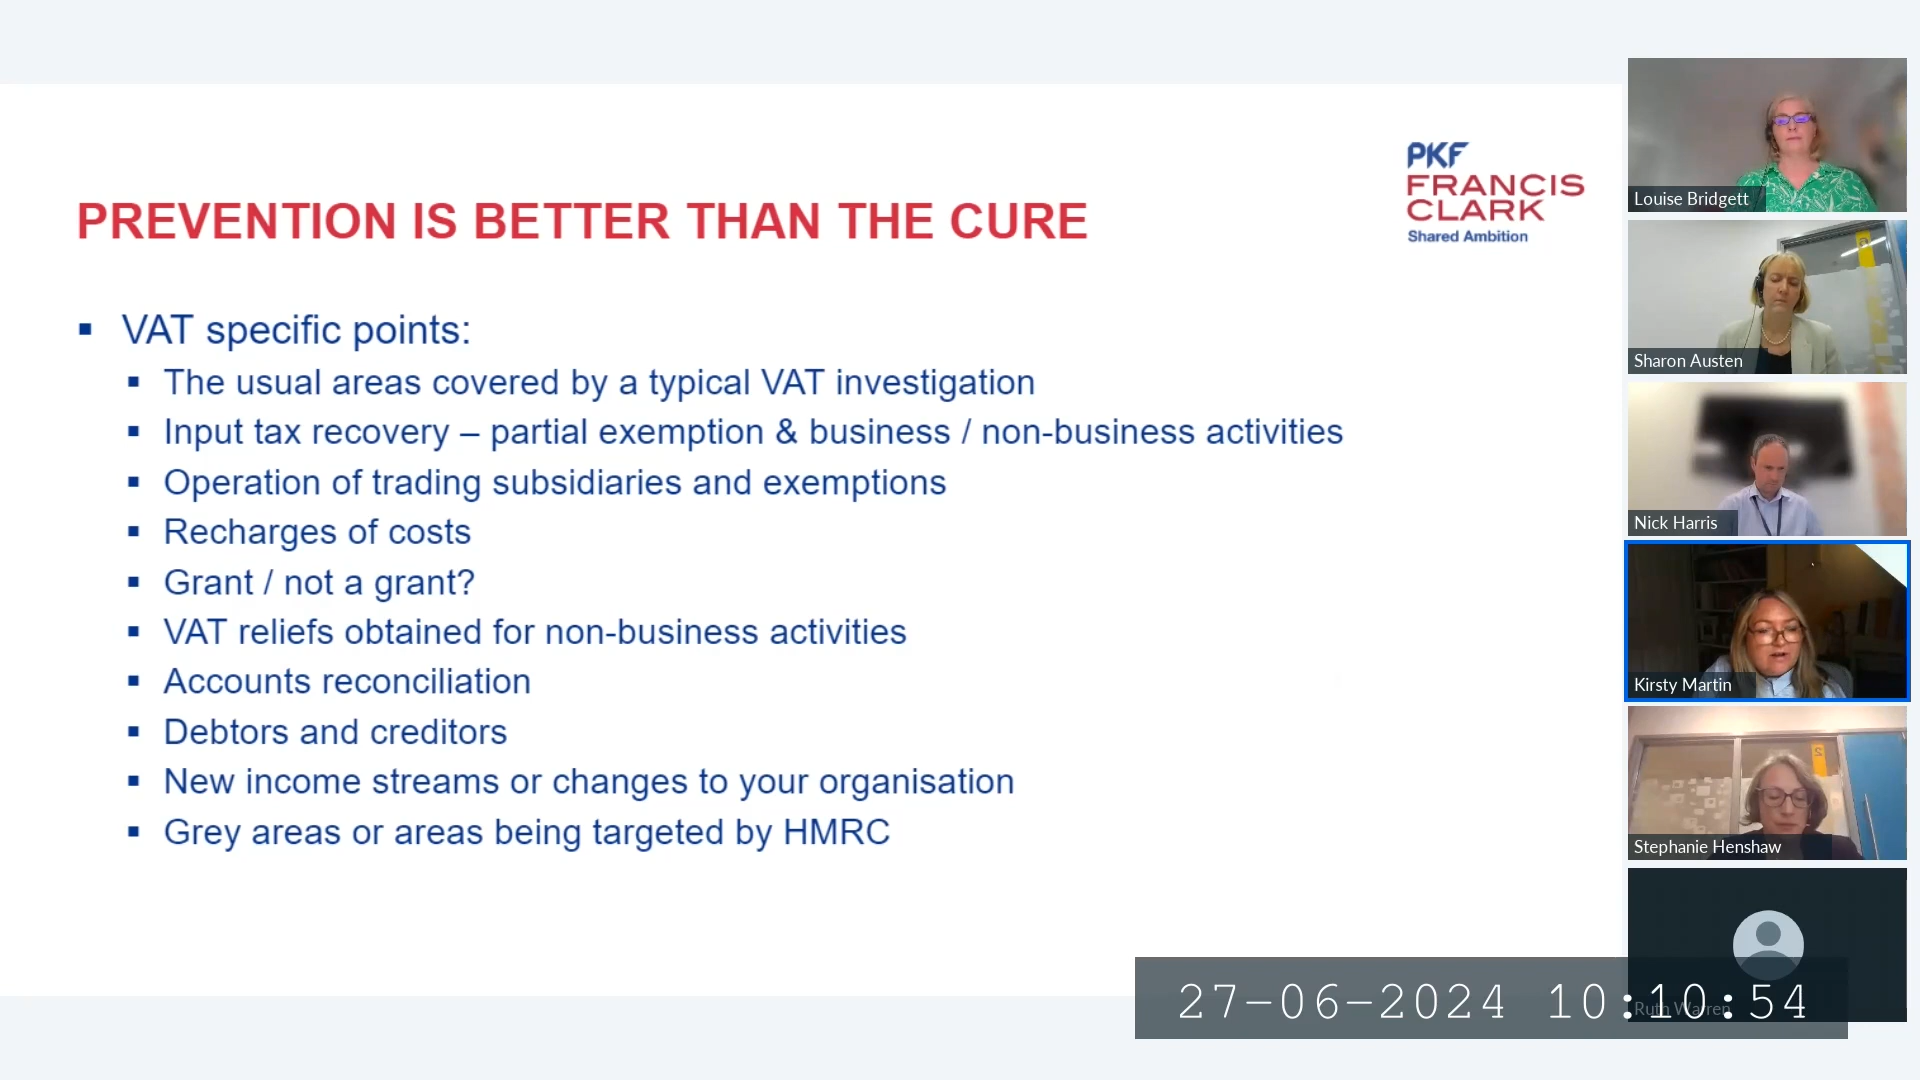 PKF
FRANCIS
CLARK
Shared Ambition
PREVENTION IS BETTER THAN THE CURE
▪ VAT specific points:
▪ The usual areas covered by a typical VAT investigation
▪ Input tax recovery – partial exemption & business / non-business activities
▪ Operation of trading subsidiaries and exemptions
▪ Recharges of costs
▪ Grant / not a grant?
▪ VAT reliefs obtained for non-business activities
▪ Accounts reconciliation
▪ Debtors and creditors
▪ New income streams or changes to your organisation
▪ Grey areas or areas being targeted by HMRC
Louise Bridgett
Sharon Austen
Nick Harris
Kirsty Martin
Stephanie Henshaw
Ruth Warren
27-06-2024 10:10:54